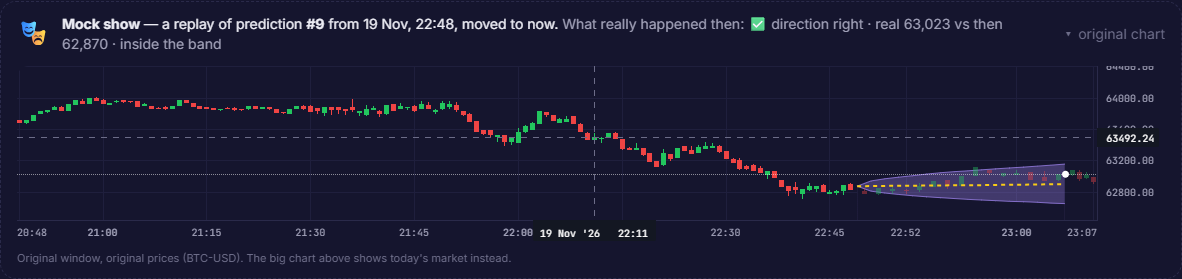 Mock show — a replay of prediction #9 from 19 Nov, 22:48, moved to now. What really happened then: ✅ direction right · real 63,023 vs then
62,870 · inside the band
▾ original chart
64400.00
64000.00
63492.24
63200.00
62800.00
20:48 21:00 21:15 21:30 21:45 22:00 19 Nov '26 22:11 22:30 22:45 22:52 23:00 23:07
Original window, original prices (BTC-USD). The big chart above shows today's market instead.